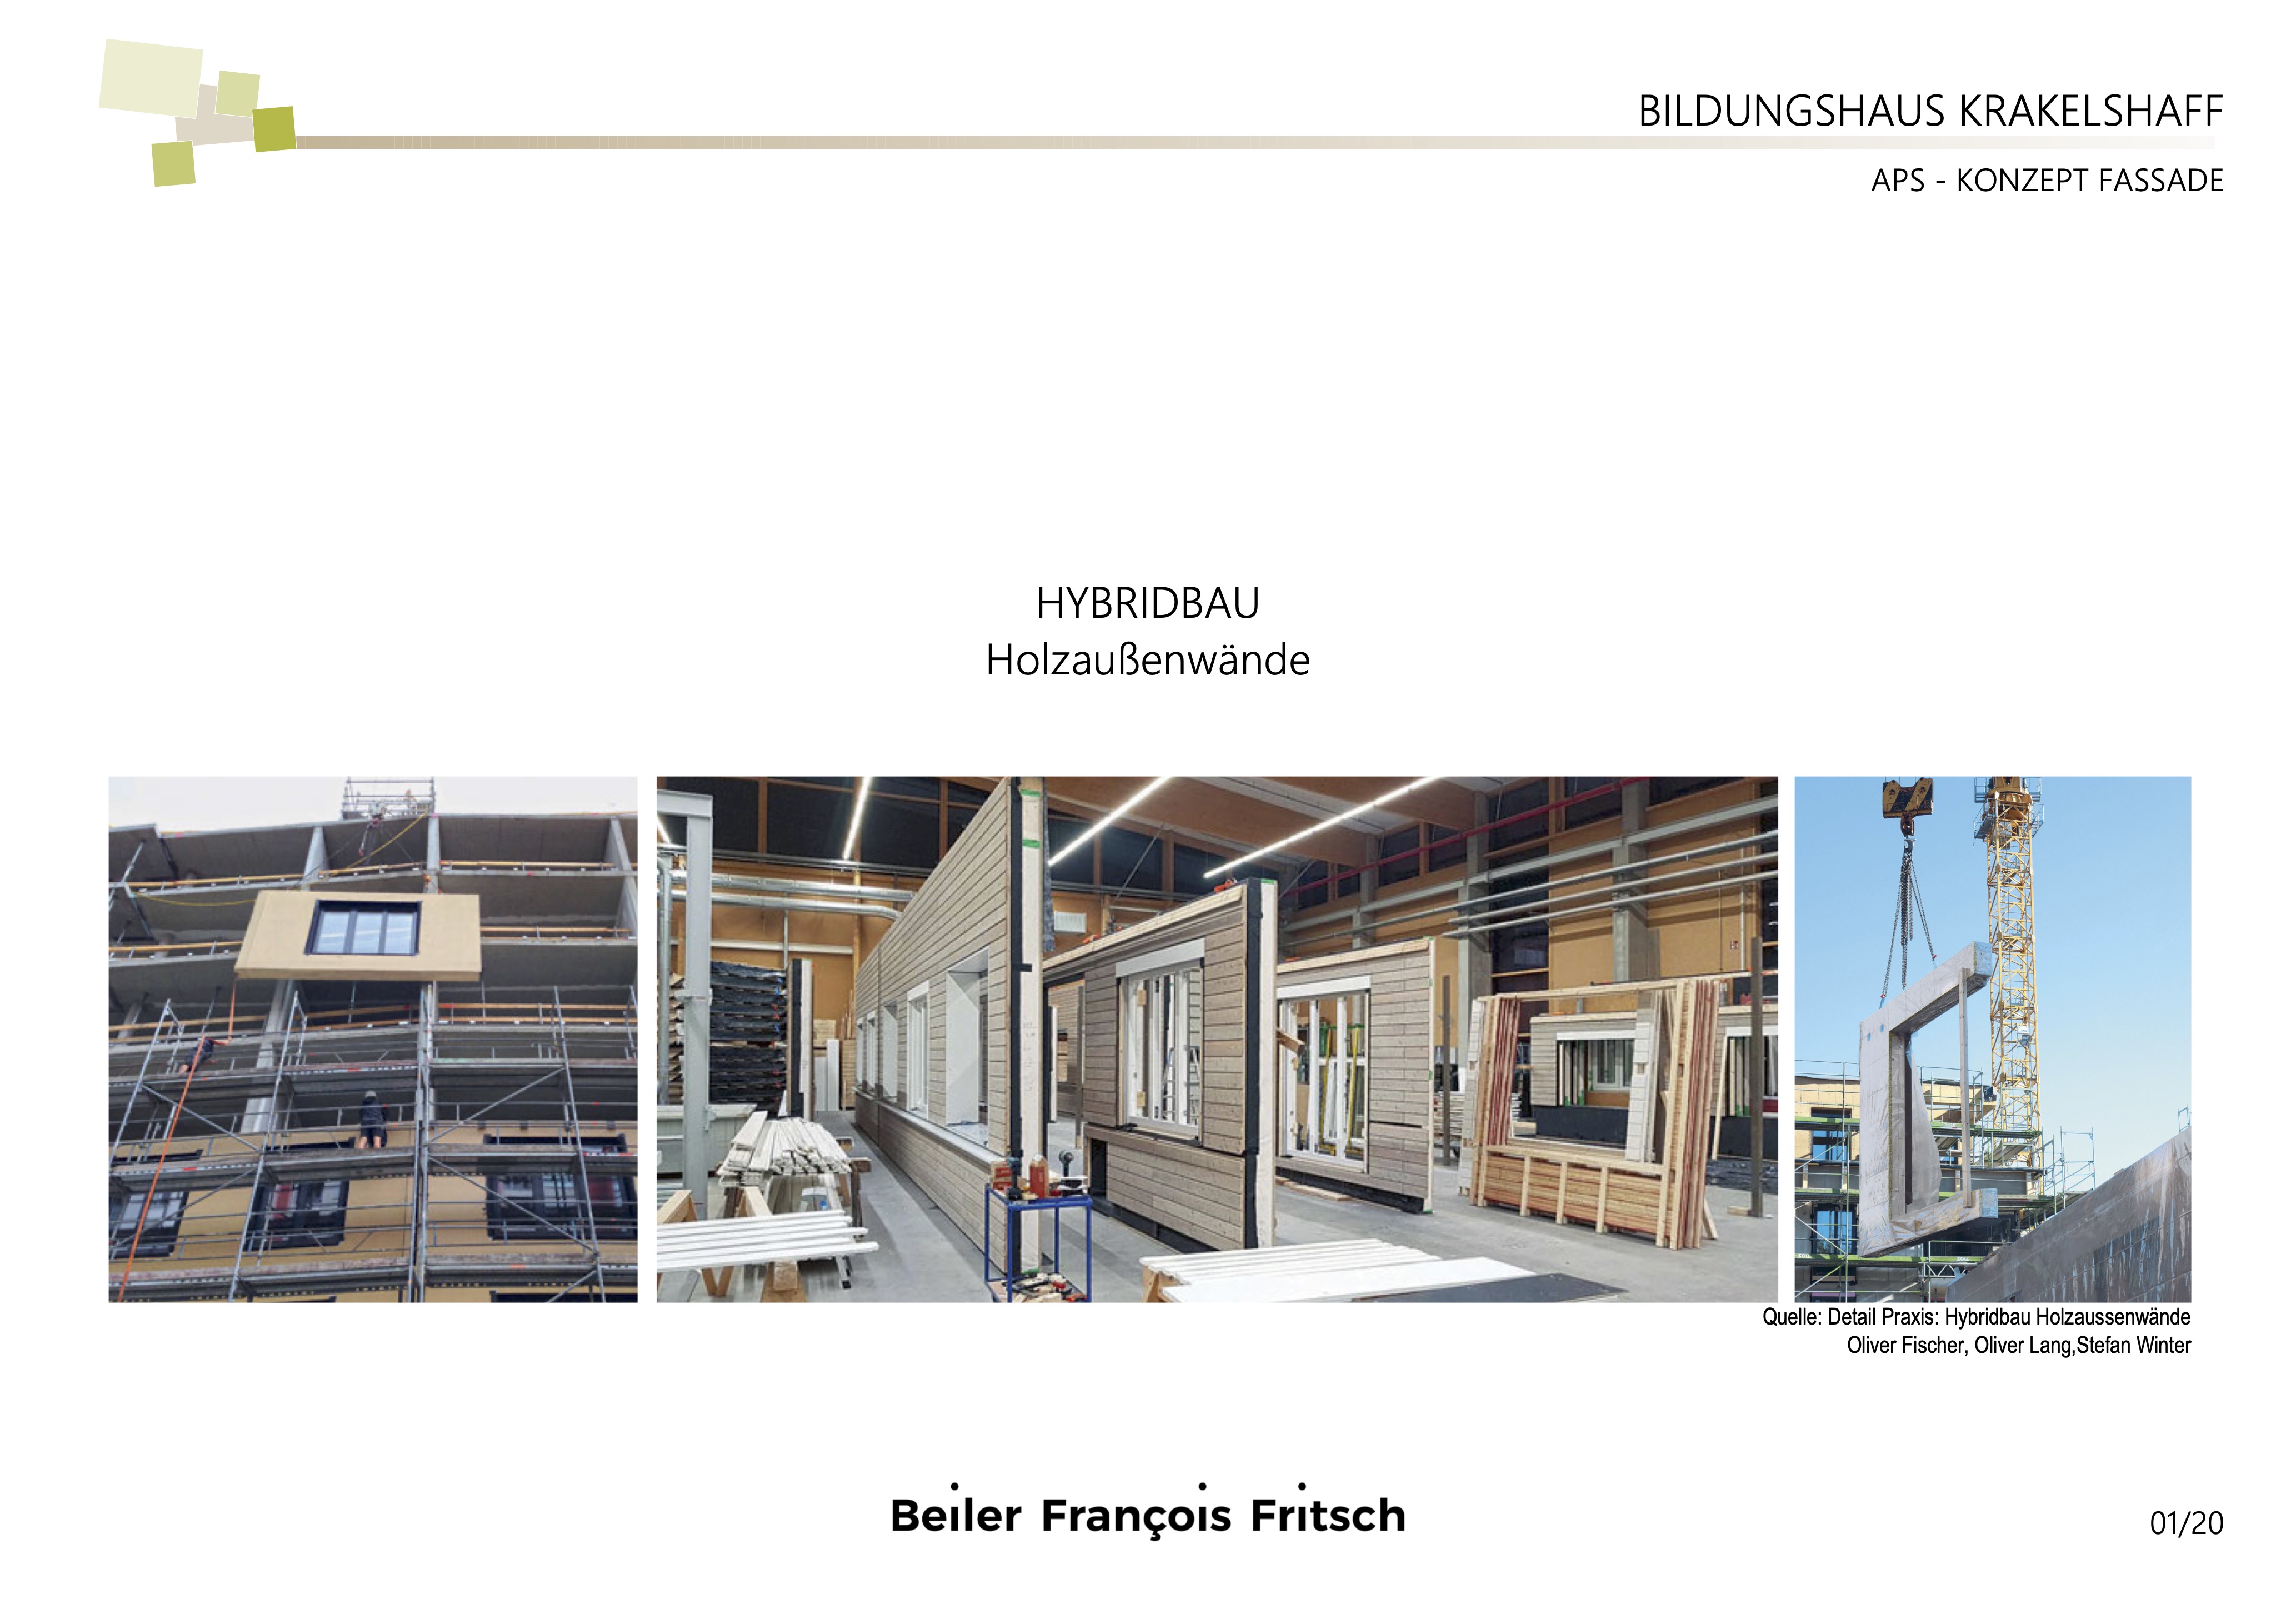 BILDUNGSHAUS KRAKELSHAFF
APS - KONZEPT FASSADE
HYBRIDBAU
Holzaußenwände
Quelle: Detail Praxis: Hybridbau Holzaussenwände
Oliver Fischer, Oliver Lang,Stefan Winter
Beiler François Fritsch
01/20